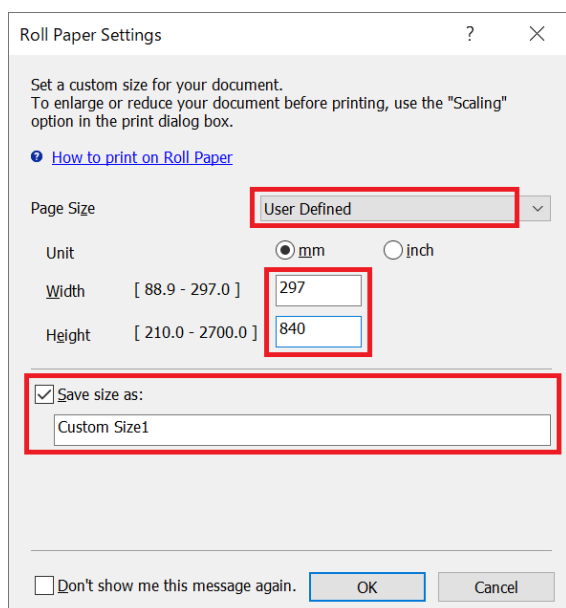 Roll Paper Settings ?
Set a custom size for your document.
To enlarge or reduce your document before printing, use the "Scaling"
option in the print dialog box.
How to print on Roll Paper
Page Size User Defined
Unit mm inch
Width [ 88.9 - 297.0 ] 297
Height [ 210.0 - 2700.0 ] 840
Save size as:
Custom Size1
Don't show me this message again. OK Cancel